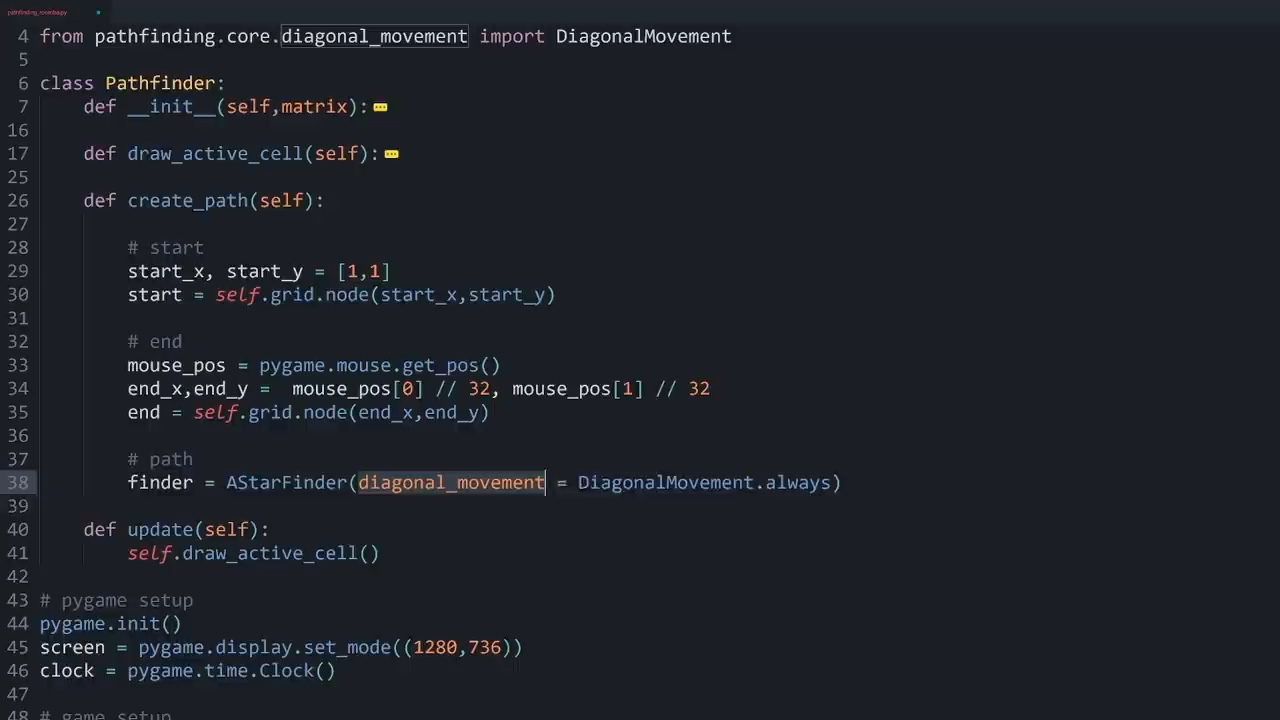 pathfinding_roomba.py
4 from pathfinding.core.diagonal_movement import DiagonalMovement
5
6 class Pathfinder:
7 def __init__(self,matrix):
16
17 def draw_active_cell(self):
25
26 def create_path(self):
27
28 # start
29 start_x, start_y = [1,1]
30 start = self.grid.node(start_x,start_y)
31
32 # end
33 mouse_pos = pygame.mouse.get_pos()
34 end_x,end_y =  mouse_pos[0] // 32, mouse_pos[1] // 32
35 end = self.grid.node(end_x,end_y)
36
37 # path
38 finder = AStarFinder(diagonal_movement = DiagonalMovement.always)
39
40 def update(self):
41 self.draw_active_cell()
42
43 # pygame setup
44 pygame.init()
45 screen = pygame.display.set_mode((1280,736))
46 clock = pygame.time.Clock()
47
48 # game setup